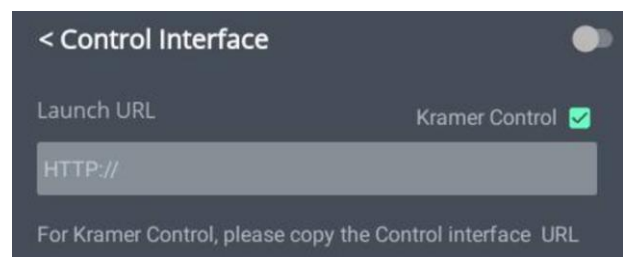 < Control Interface
Launch URL
Kramer Control
HTTP://
For Kramer Control, please copy the Control interface URL